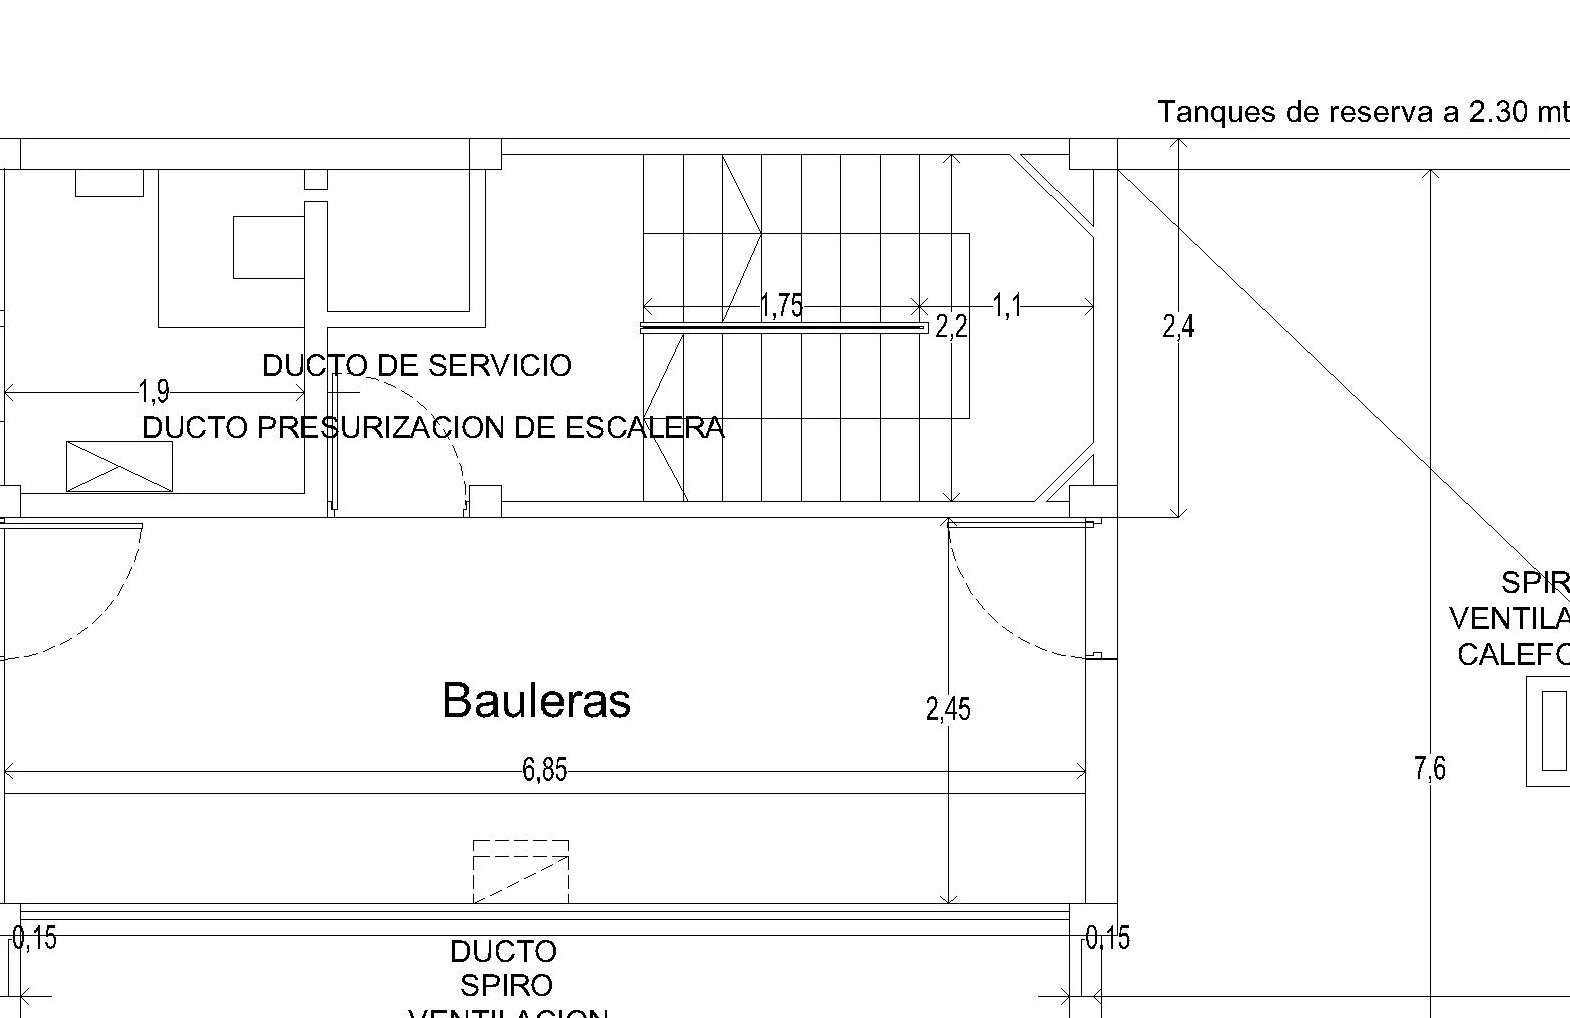 Tanques de reserva a 2.30 mt
1,75
1,1
2,2
2,4
DUCTO DE SERVICIO
1,9
DUCTO PRESURIZACION DE ESCALERA
SPIR
VENTILA
CALEFO
Bauleras
2,45
6,85
7,6
0,15
0,15
DUCTO
SPIRO
VENTILACION